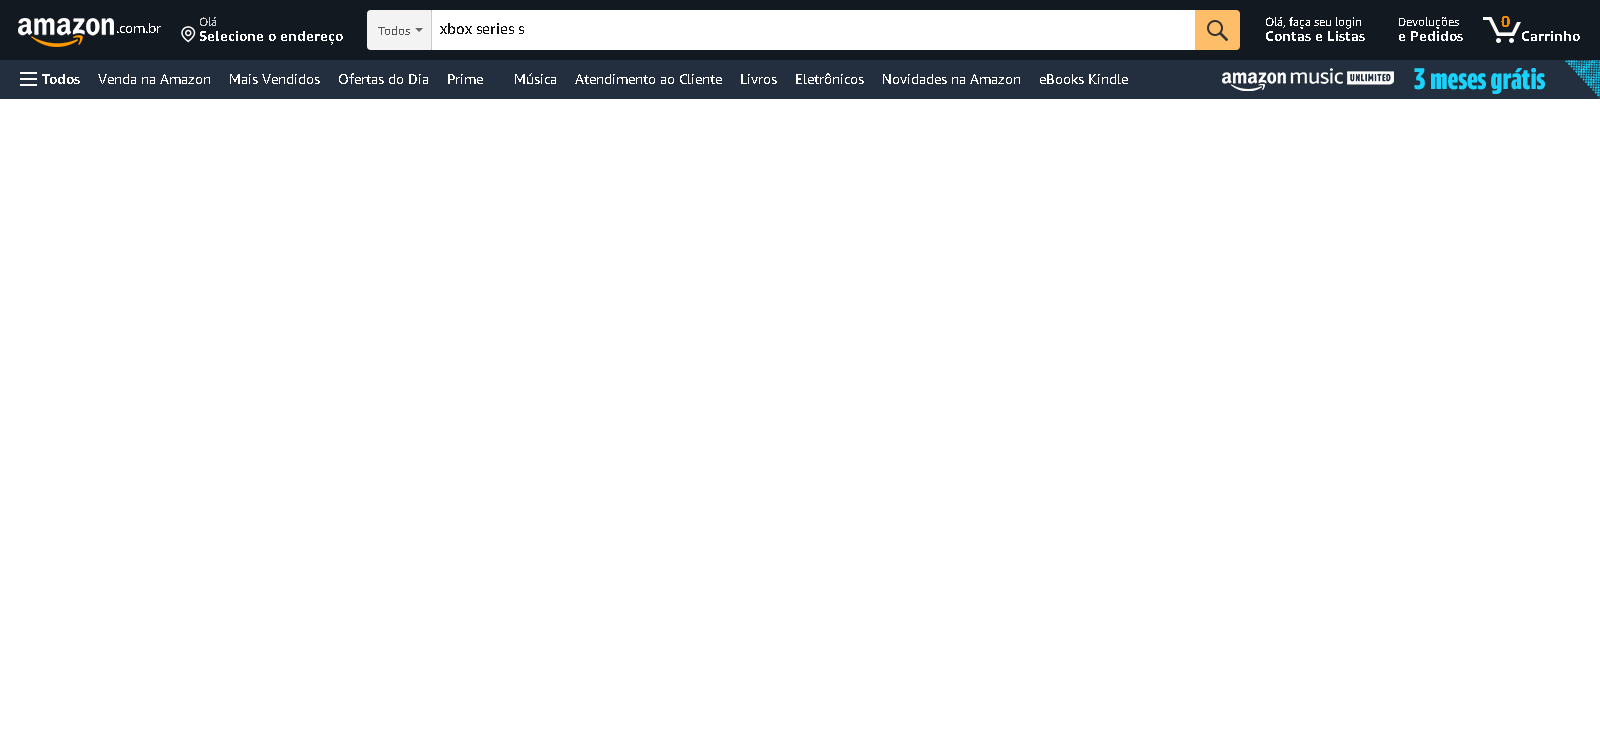 amazon.com.br
Olá
Selecione o endereço
Todos
xbox series s
Olá, faça seu login
Contas e Listas
Devoluções
e Pedidos
0
Carrinho
Todos
Venda na Amazon
Mais Vendidos
Ofertas do Dia
Prime
Música
Atendimento ao Cliente
Livros
Eletrônicos
Novidades na Amazon
eBooks Kindle
amazon music UNLIMITED
3 meses grátis